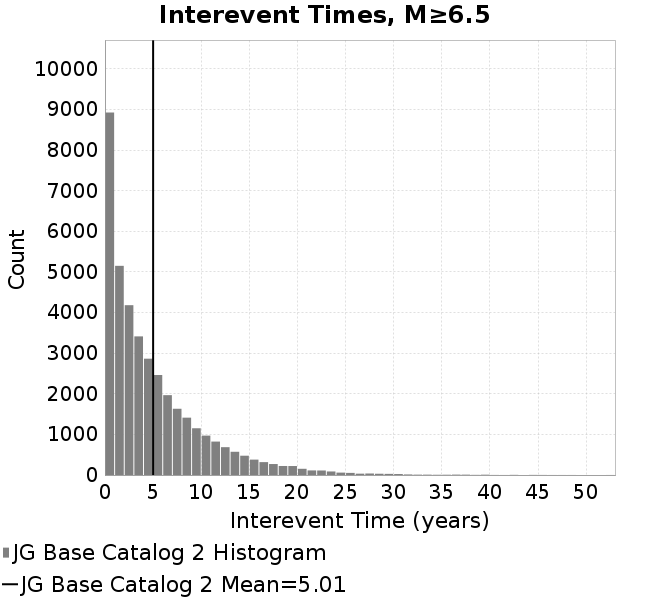 Interevent Times, M≥6.5
10000
9000
8000
7000
6000
5000
4000
3000
2000
1000
0
Count
0 5 10 15 20 25 30 35 40 45 50
Interevent Time (years)
JG Base Catalog 2 Histogram
JG Base Catalog 2 Mean=5.01